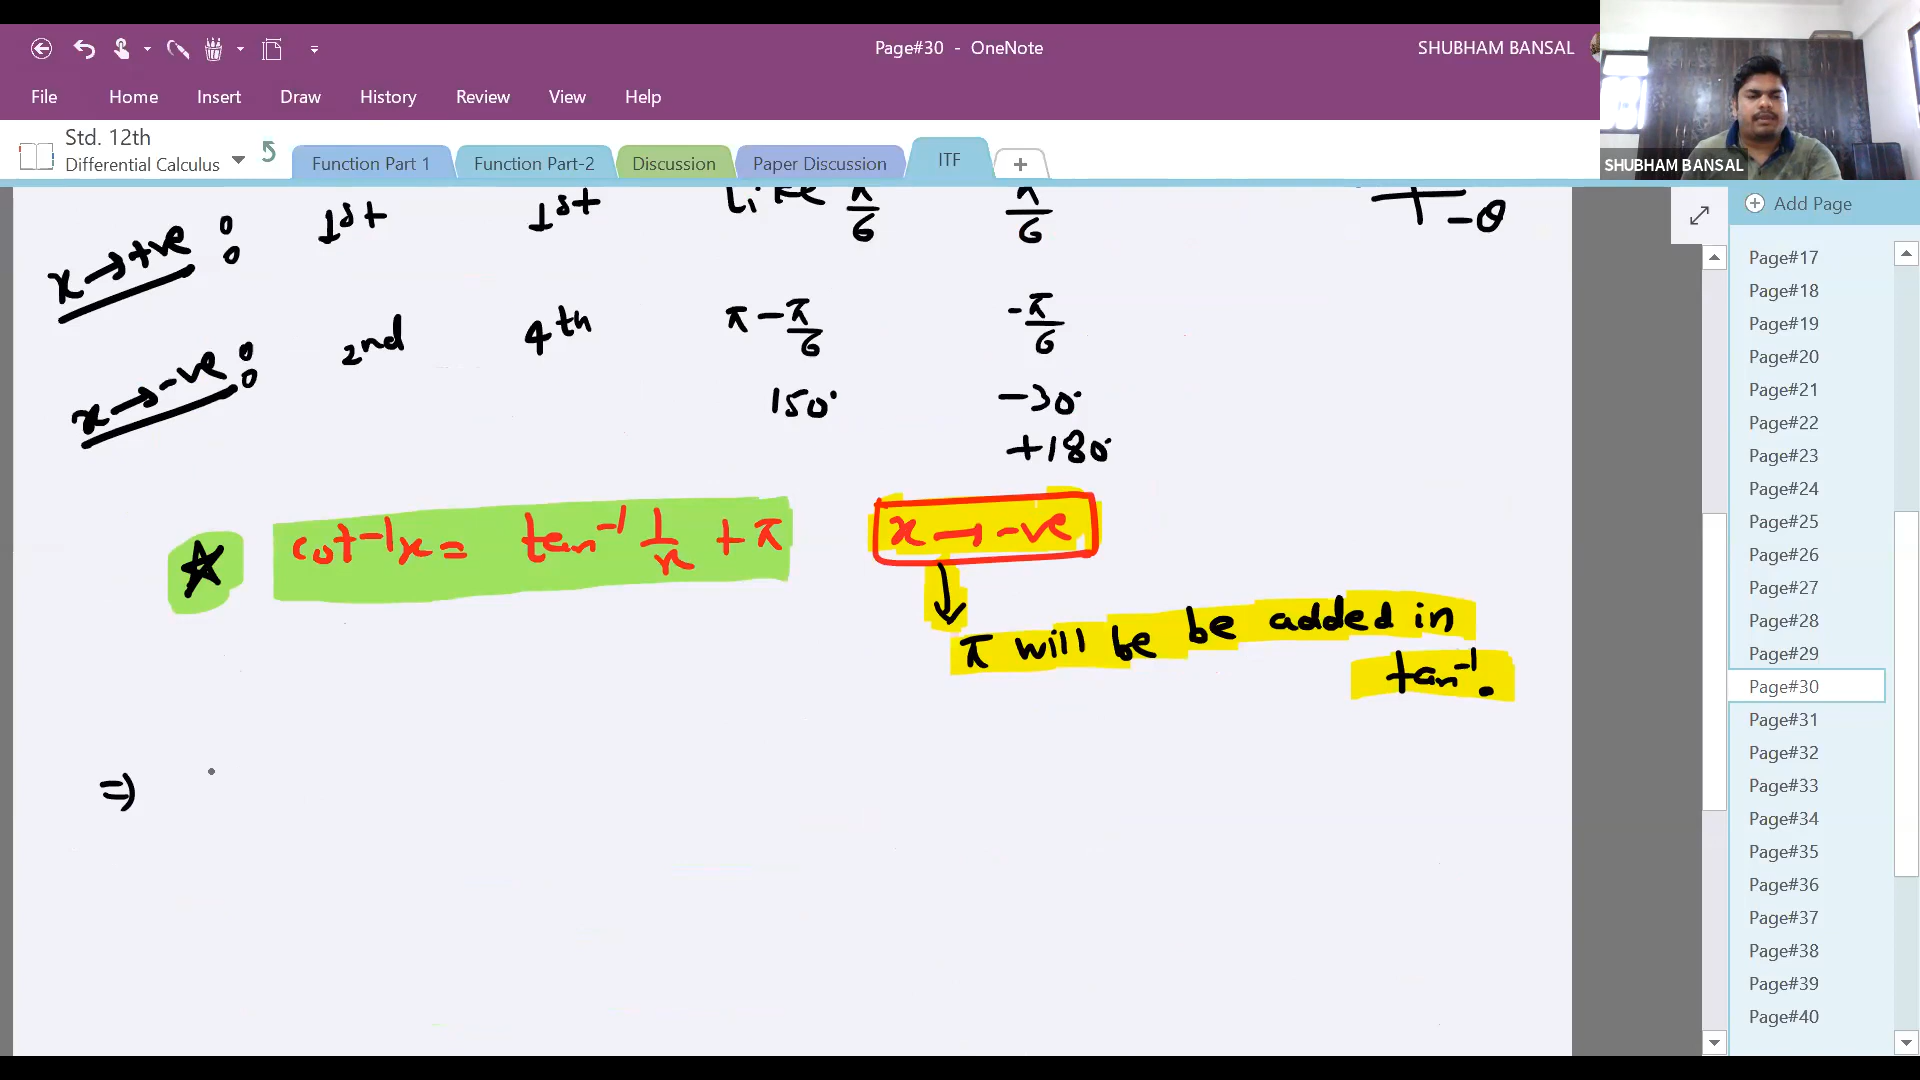 Page#30 - OneNote
SHUBHAM BANSAL
File Home Insert Draw History Review View Help
Std. 12th
Differential Calculus
Function Part 1
Function Part-2
Discussion
Paper Discussion
ITF
SHUBHAM BANSAL
Add Page
x→+ve : 1st 1st Like π/6 π/6
-θ
x→-ve : 2nd 4th π-π/6 -π/6
150° -30°
+180°
cot⁻¹x = tan⁻¹ 1/x + π x→-ve
π will be be added in
tan⁻¹.
⇒
Page#17
Page#18
Page#19
Page#20
Page#21
Page#22
Page#23
Page#24
Page#25
Page#26
Page#27
Page#28
Page#29
Page#30
Page#31
Page#32
Page#33
Page#34
Page#35
Page#36
Page#37
Page#38
Page#39
Page#40